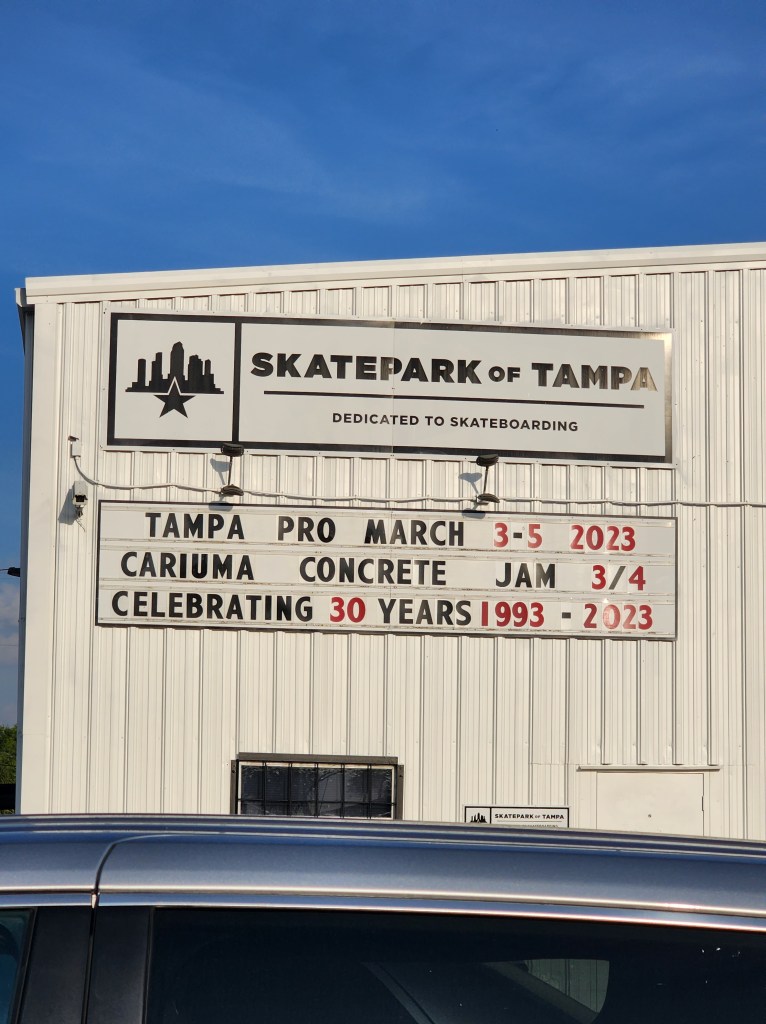 SKATEPARK OF TAMPA
DEDICATED TO SKATEBOARDING
TAMPA PRO MARCH 3-5 2023
CARIUMA CONCRETE JAM 3/4
CELEBRATING 30 YEARS 1993 - 2023
SKATEPARK OF TAMPA